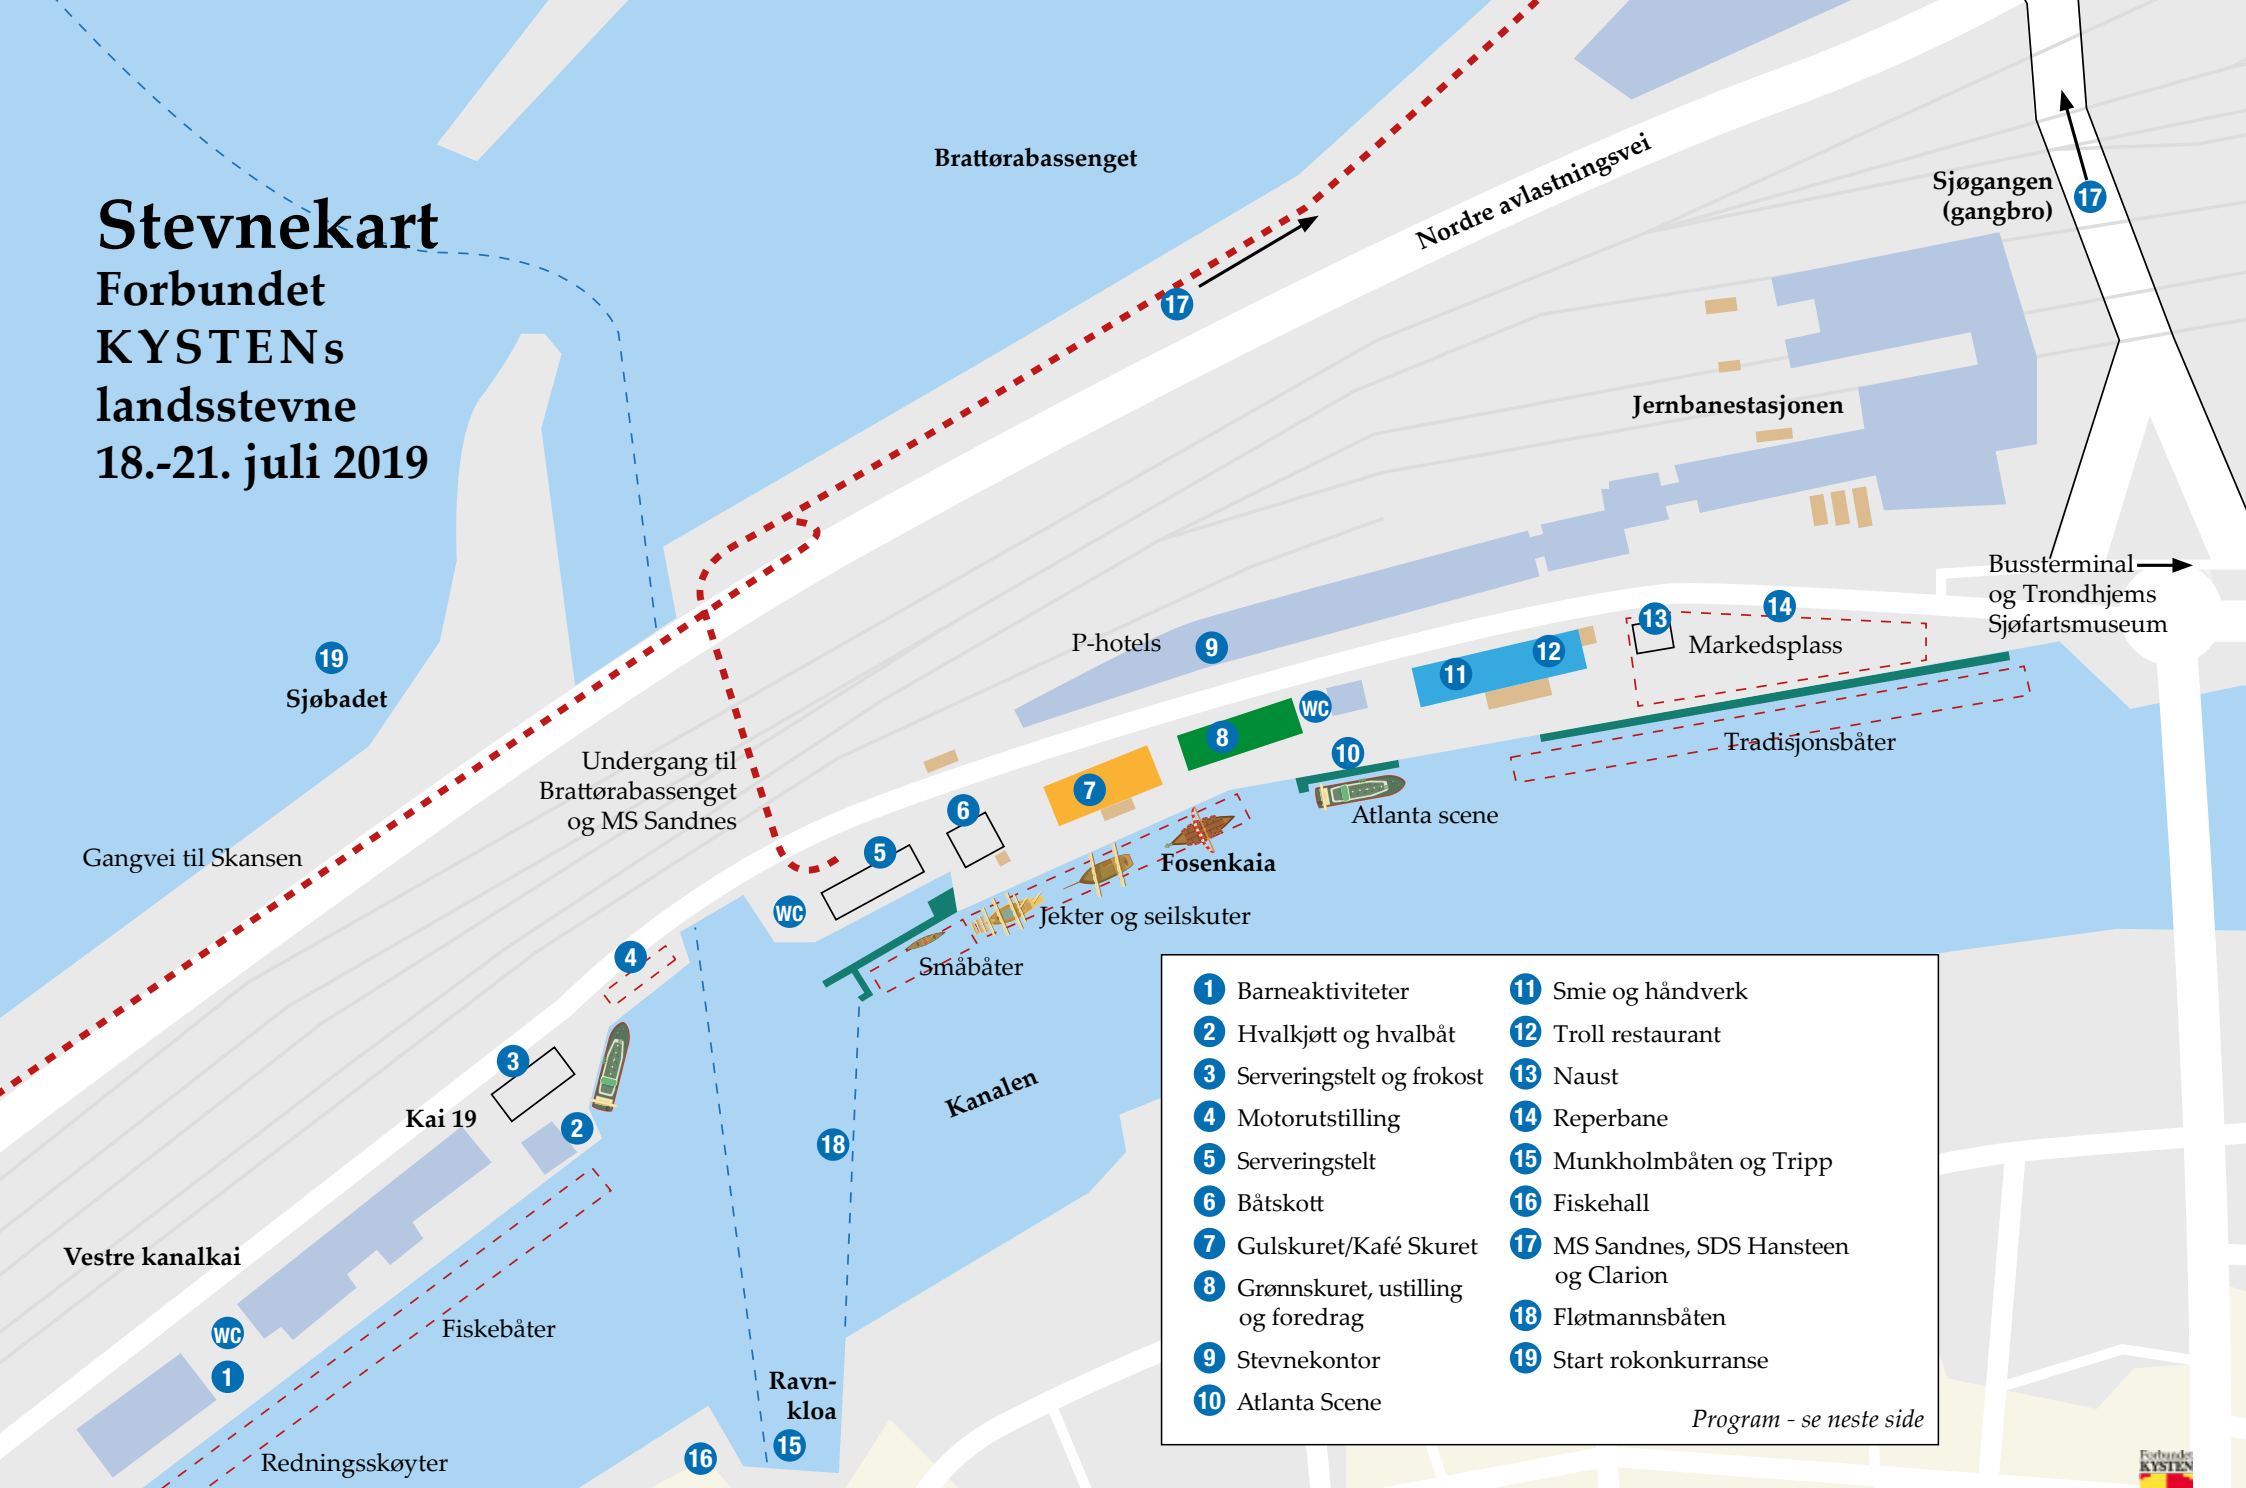 Stevnekart
Forbundet
KYSTENs
landsstevne
18.-21. juli 2019
Brattørabassenget
Nordre avlastningsvei
Sjøgangen
(gangbro)
17
17
Jernbanestasjonen
Bussterminal
og Trondhjems
Sjøfartsmuseum
19
Sjøbadet
P-hotels
9
13
14
Markedsplass
12
11
WC
8
10
Tradisjonsbåter
Undergang til
Brattørabassenget
og MS Sandnes
7
6
Atlanta scene
5
Gangvei til Skansen
Fosenkaia
WC
Jekter og seilskuter
4
Småbåter
3
Kai 19
2
Kanalen
18
Vestre kanalkai
WC
Fiskebåter
1
Ravn-
kloa
15
16
Redningsskøyter
1 Barneaktiviteter
2 Hvalkjøtt og hvalbåt
3 Serveringstelt og frokost
4 Motorutstilling
5 Serveringstelt
6 Båtskott
7 Gulskuret/Kafé Skuret
8 Grønnskuret, ustilling
og foredrag
9 Stevnekontor
10 Atlanta Scene
11 Smie og håndverk
12 Troll restaurant
13 Naust
14 Reperbane
15 Munkholmbåten og Tripp
16 Fiskehall
17 MS Sandnes, SDS Hansteen
og Clarion
18 Fløtmannsbåten
19 Start rokonkurranse
Program - se neste side
Forbundet
KYSTEN